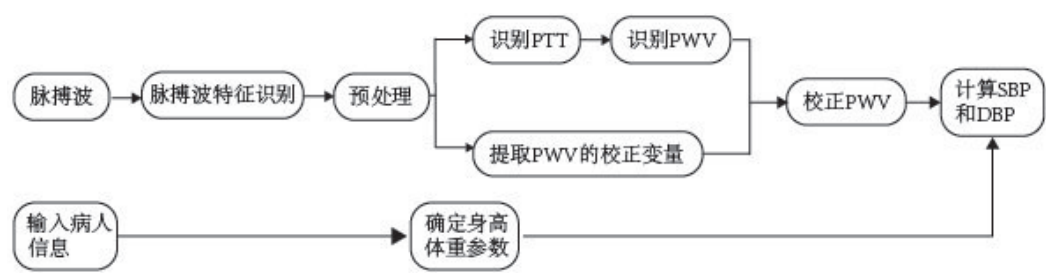 脉搏波
脉搏波特征识别
预处理
识别PTT
识别PWV
提取PWV的校正变量
校正PWV
计算SBP
和DBP
输入病人
信息
确定身高
体重参数